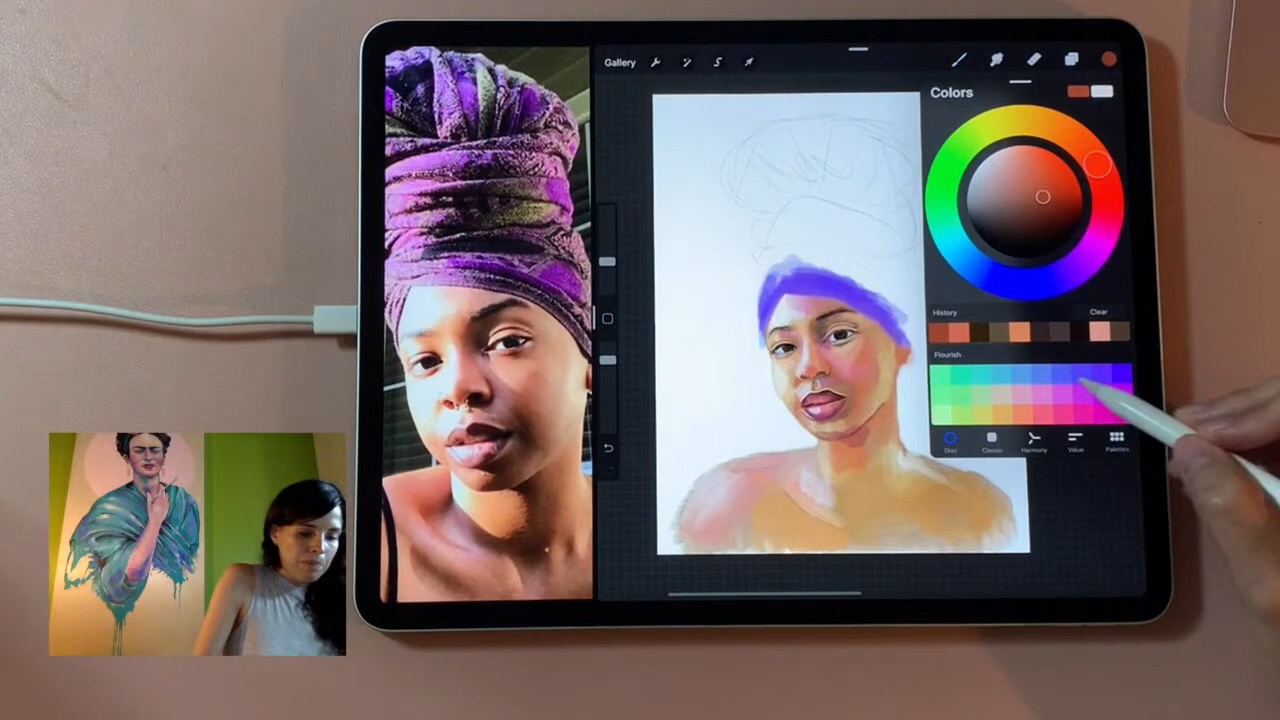 Gallery
Colors
History
Clear
Flourish
Disc
Classic
Harmony
Value
Palettes